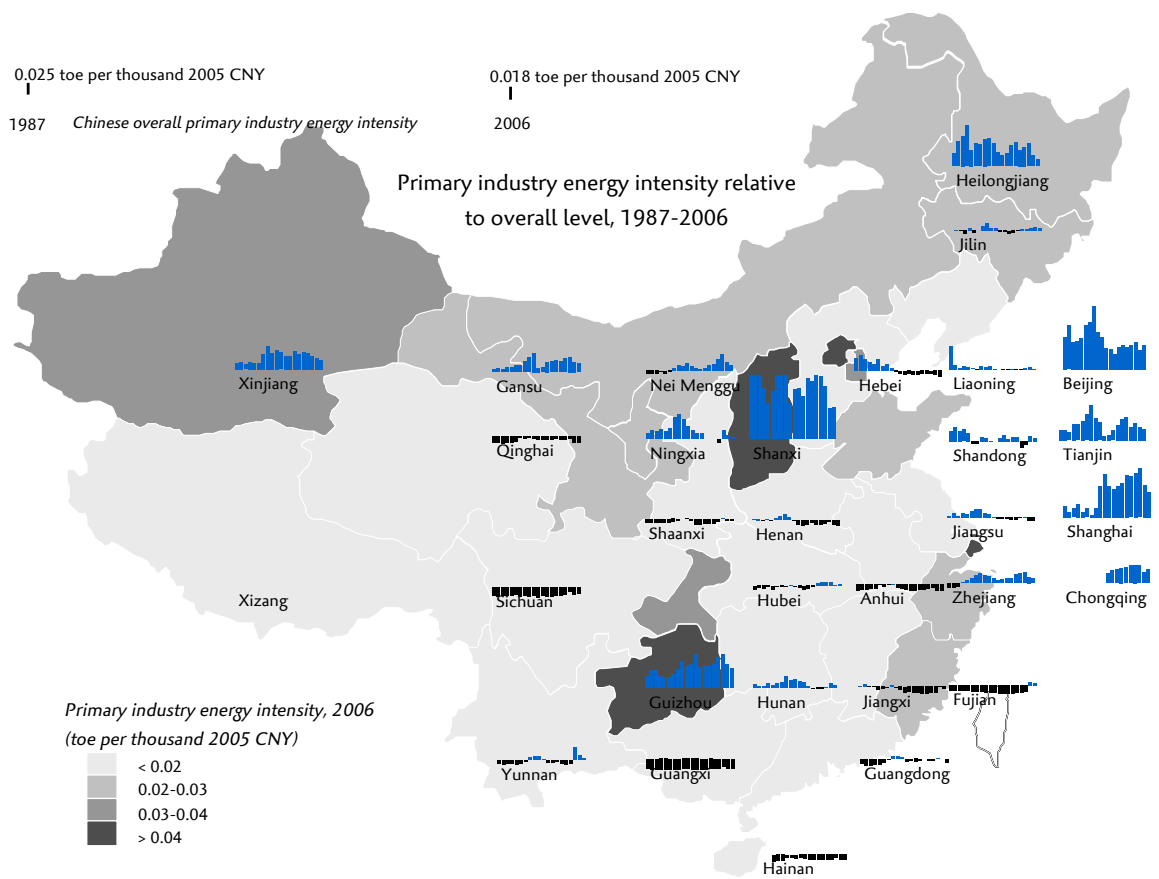 0.025 toe per thousand 2005 CNY
0.018 toe per thousand 2005 CNY
1987
Chinese overall primary industry energy intensity
2006
Primary industry energy intensity relative
to overall level, 1987-2006
Heilongjiang
Jilin
Xinjiang
Gansu
Nei Menggu
Hebei
Liaoning
Beijing
Qinghai
Ningxia
Shanxi
Shandong
Tianjin
Shaanxi
Henan
Jiangsu
Shanghai
Xizang
Sichuan
Hubei
Anhui
Zhejiang
Chongqing
Guizhou
Hunan
Jiangxi
Fujian
Primary industry energy intensity, 2006
(toe per thousand 2005 CNY)
< 0.02
0.02-0.03
0.03-0.04
> 0.04
Yunnan
Guangxi
Guangdong
Hainan